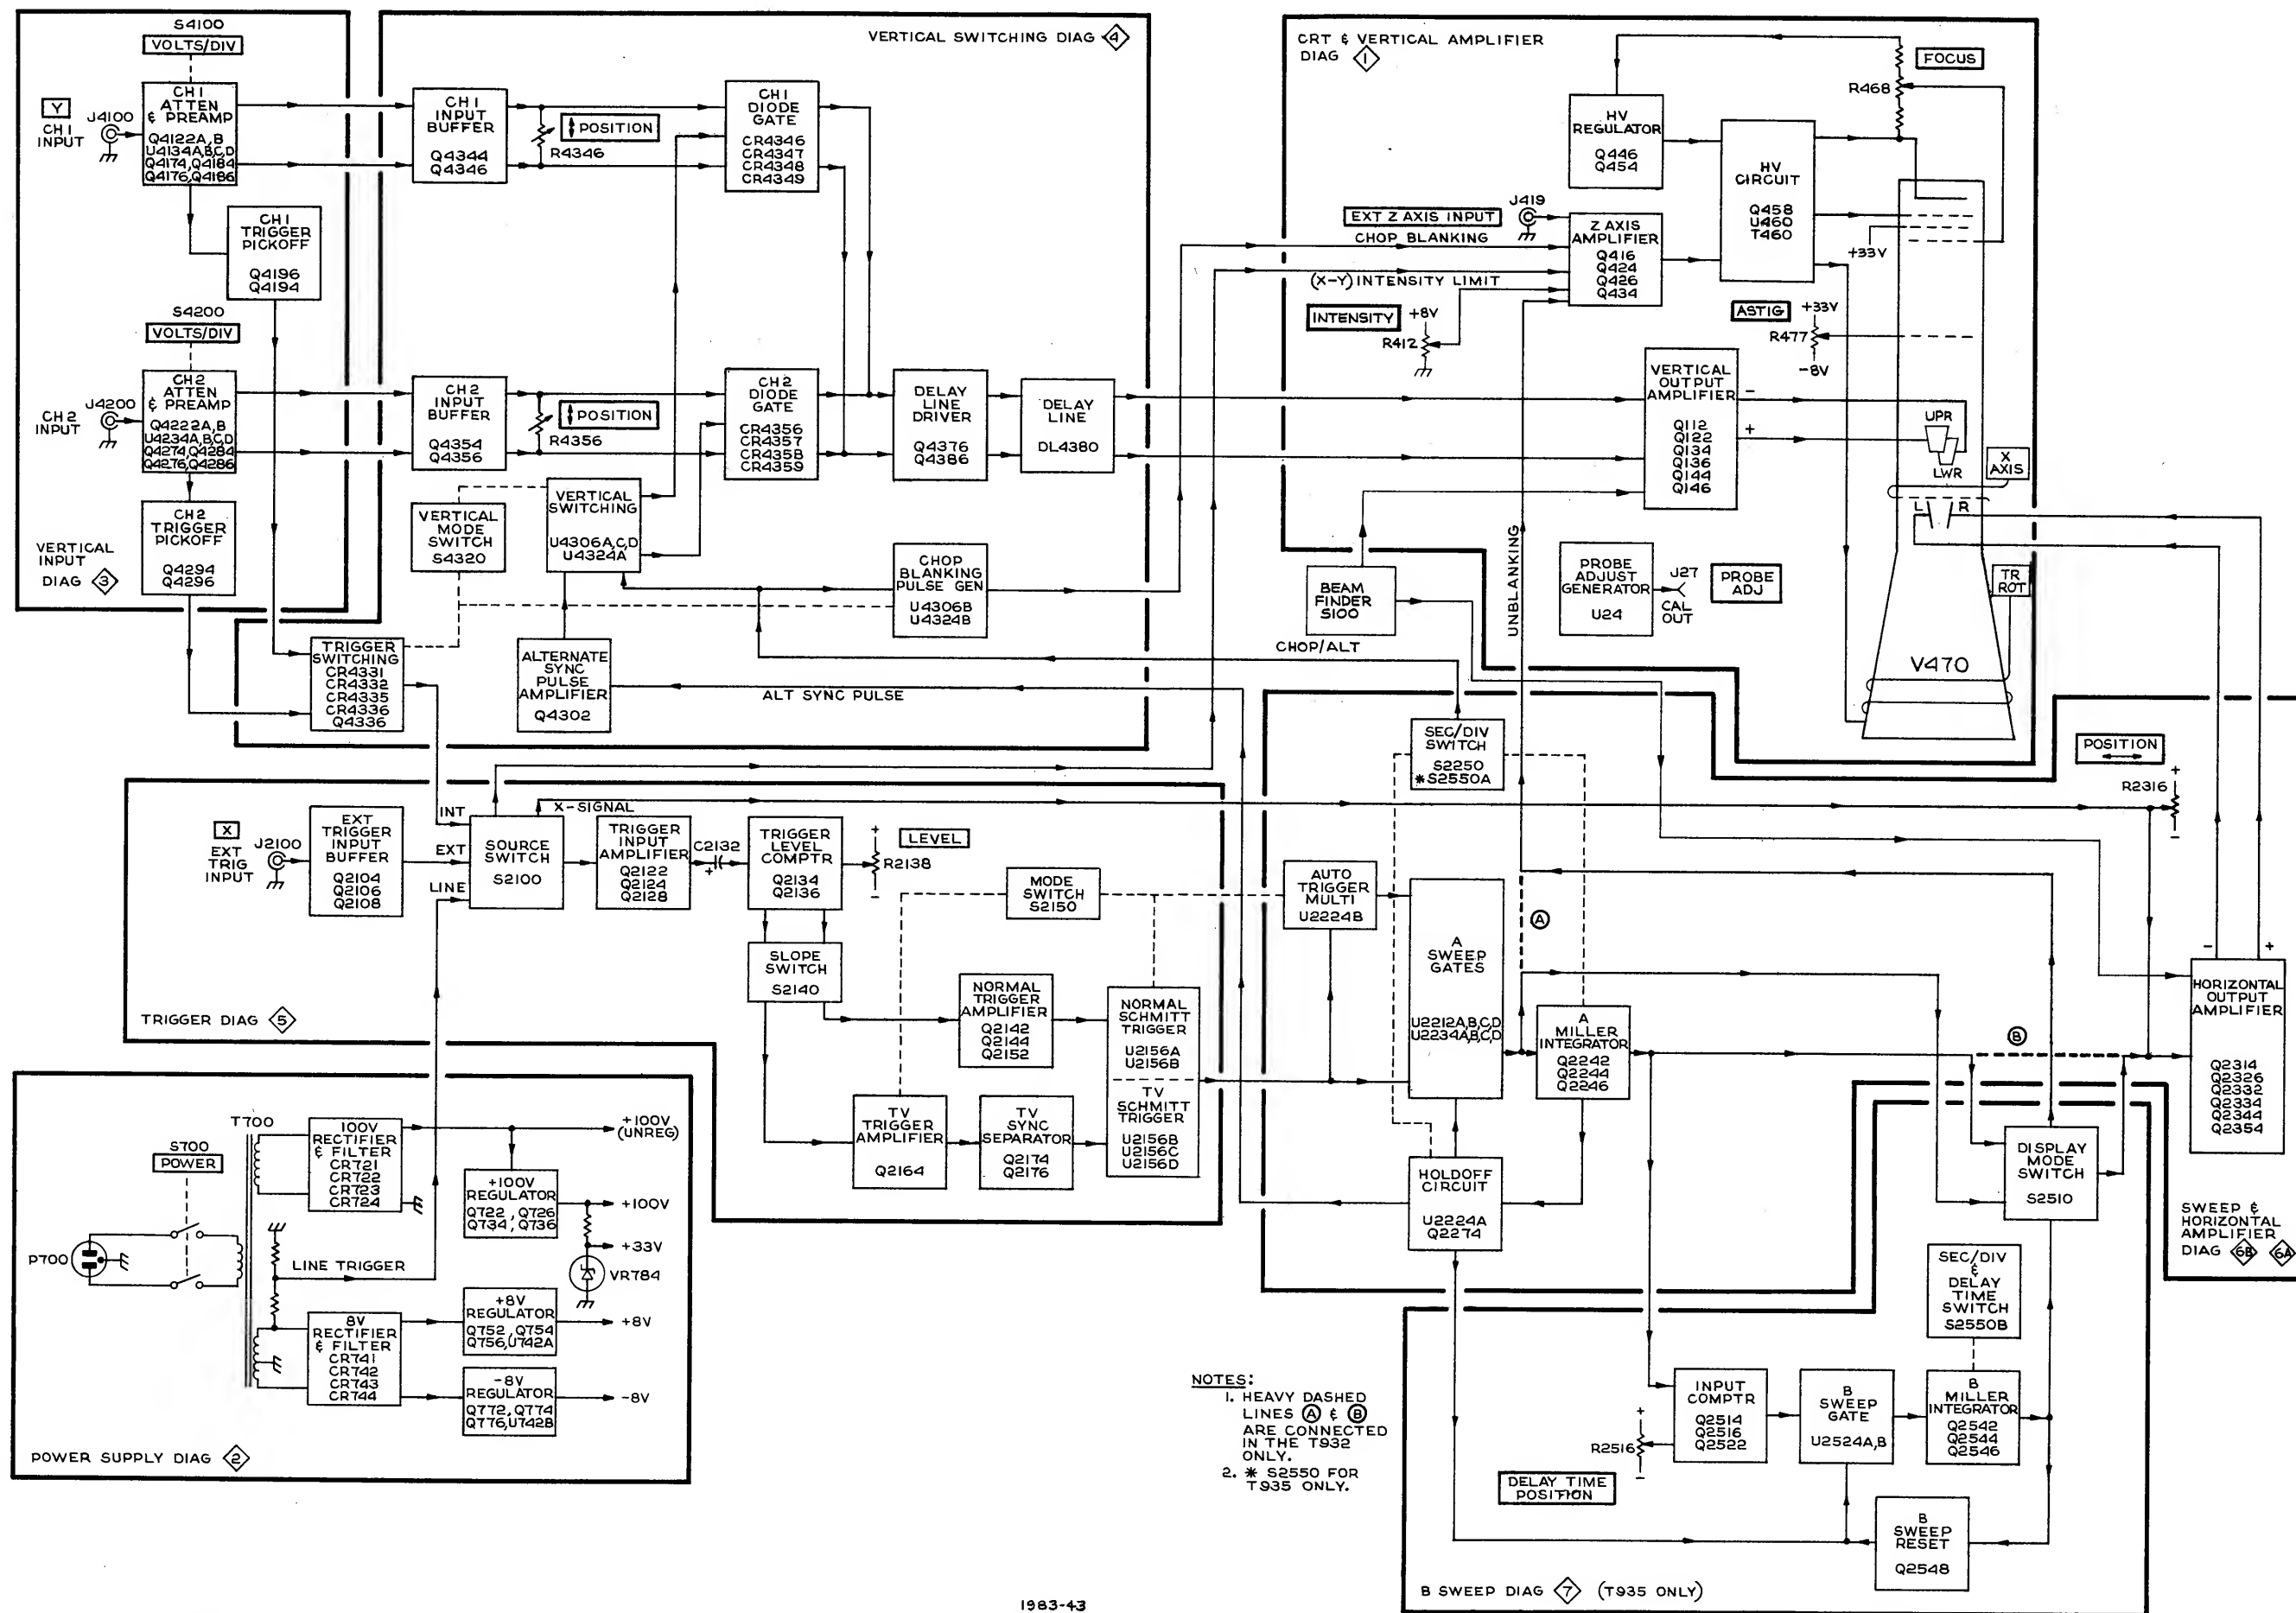 S4100
VOLTS/DIV
Y
CH 1
INPUT
J4100
CH 1
ATTEN
& PREAMP
Q4122A,B
U4134A,B,C,D
Q4174,Q4184
Q4176,Q4186
CH 1
TRIGGER
PICKOFF
Q4196
Q4194
S4200
VOLTS/DIV
CH2
INPUT
J4200
CH2
ATTEN
& PREAMP
Q4222A,B
U4234A,B,C,D
Q4274,Q4284
Q4276,Q4286
CH2
TRIGGER
PICKOFF
Q4294
Q4296
VERTICAL
INPUT
DIAG 3
VERTICAL SWITCHING DIAG 4
CH 1
INPUT
BUFFER
Q4344
Q4346
POSITION
R4346
CH 1
DIODE
GATE
CR4346
CR4347
CR4348
CR4349
CH2
INPUT
BUFFER
Q4354
Q4356
POSITION
R4356
CH2
DIODE
GATE
CR4356
CR4357
CR4358
CR4359
DELAY
LINE
DRIVER
Q4376
Q4386
DELAY
LINE
DL4380
VERTICAL
MODE
SWITCH
S4320
VERTICAL
SWITCHING
U4306A,C,D
U4324A
CHOP
BLANKING
PULSE GEN
U4306B
U4324B
TRIGGER
SWITCHING
CR4331
CR4332
CR4335
CR4336
Q4336
ALTERNATE
SYNC
PULSE
AMPLIFIER
Q4302
ALT SYNC PULSE
CHOP/ALT
CRT & VERTICAL AMPLIFIER
DIAG 1
HV
REGULATOR
Q446
Q454
HV
CIRCUIT
Q458
U460
T460
FOCUS
R468
J419
EXT Z AXIS INPUT
CHOP BLANKING
(X-Y) INTENSITY LIMIT
Z AXIS
AMPLIFIER
Q416
Q424
Q426
Q434
INTENSITY
+8V
R412
+33V
ASTIG
+33V
R477
-8V
VERTICAL
OUTPUT
AMPLIFIER
Q112
Q122
Q134
Q136
Q144
Q146
-
+
UPR
LWR
X
AXIS
L
R
TR
ROT
V470
UNBLANKING
BEAM
FINDER
S100
PROBE
ADJUST
GENERATOR
U24
J27
CAL
OUT
PROBE
ADJ
TRIGGER DIAG 5
X
EXT
TRIG
INPUT
J2100
EXT
TRIGGER
INPUT
BUFFER
Q2104
Q2106
Q2108
INT
EXT
LINE
SOURCE
SWITCH
S2100
X-SIGNAL
TRIGGER
INPUT
AMPLIFIER
Q2122
Q2124
Q2128
C2132
+
TRIGGER
LEVEL
COMPTR
Q2134
Q2136
+
R2138
-
LEVEL
SLOPE
SWITCH
S2140
MODE
SWITCH
S2150
NORMAL
TRIGGER
AMPLIFIER
Q2142
Q2144
Q2152
NORMAL
SCHMITT
TRIGGER
U2156A
U2156B
TV
SCHMITT
TRIGGER
U2156B
U2156C
U2156D
TV
TRIGGER
AMPLIFIER
Q2164
TV
SYNC
SEPARATOR
Q2174
Q2176
SEC/DIV
SWITCH
S2250
* S2550A
AUTO
TRIGGER
MULTI
U2224B
A
SWEEP
GATES
U2212A,B,C,D
U2234A,B,C,D
A
A
MILLER
INTEGRATOR
Q2242
Q2244
Q2246
HOLDOFF
CIRCUIT
U2224A
Q2274
POSITION
+
R2316
-
B
-
+
HORIZONTAL
OUTPUT
AMPLIFIER
Q2314
Q2326
Q2332
Q2334
Q2344
Q2354
DISPLAY
MODE
SWITCH
S2510
SWEEP &
HORIZONTAL
AMPLIFIER
DIAG 6B 6A
POWER SUPPLY DIAG 2
S700
POWER
P700
T700
100V
RECTIFIER
& FILTER
CR721
CR722
CR723
CR724
+100V
(UNREG)
+100V
REGULATOR
Q722, Q726
Q734, Q736
+100V
+33V
VR784
LINE TRIGGER
8V
RECTIFIER
& FILTER
CR741
CR742
CR743
CR744
+8V
REGULATOR
Q752, Q754
Q756,U742A
+8V
-8V
REGULATOR
Q772, Q774
Q776,U742B
-8V
NOTES:
1. HEAVY DASHED
LINES A & B
ARE CONNECTED
IN THE T932
ONLY.
2. * S2550 FOR
T935 ONLY.
SEC/DIV
&
DELAY
TIME
SWITCH
S2550B
+
R2516
-
DELAY TIME
POSITION
INPUT
COMPTR
Q2514
Q2516
Q2522
B
SWEEP
GATE
U2524A,B
B
MILLER
INTEGRATOR
Q2542
Q2544
Q2546
B
SWEEP
RESET
Q2548
B SWEEP DIAG 7 (T935 ONLY)
1983-43